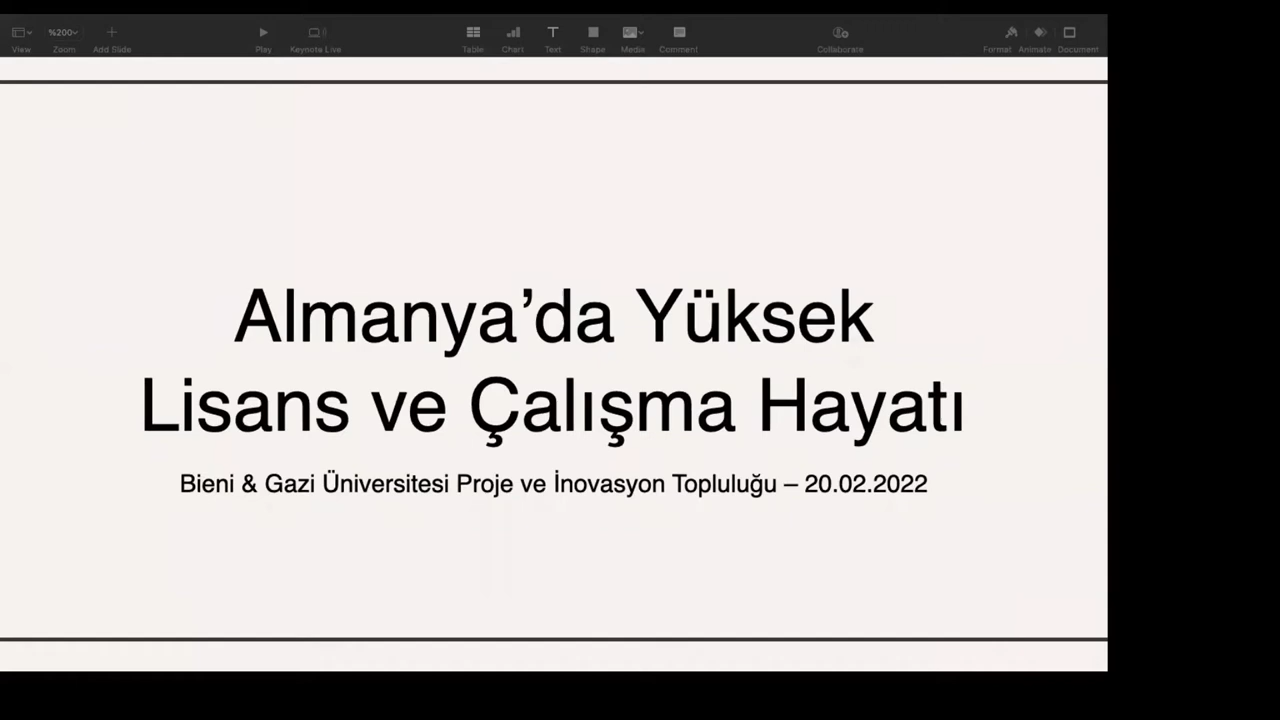 %200
View Zoom Add Slide Play Keynote Live Table Chart Text Shape Media Comment Collaborate Format Animate Document
Almanya’da Yüksek
Lisans ve Çalışma Hayatı
Bieni & Gazi Üniversitesi Proje ve İnovasyon Topluluğu – 20.02.2022